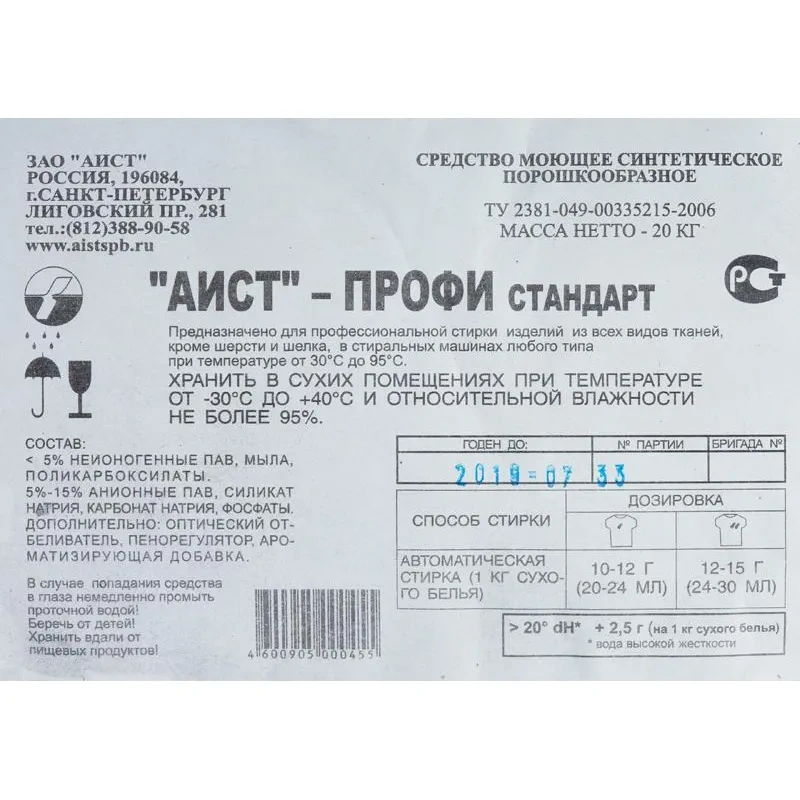 ЗАО "АИСТ"
РОССИЯ, 196084,
г.САНКТ-ПЕТЕРБУРГ
ЛИГОВСКИЙ ПР., 281
тел.:(812)388-90-58
www.aistspb.ru
СРЕДСТВО МОЮЩЕЕ СИНТЕТИЧЕСКОЕ
ПОРОШКООБРАЗНОЕ
ТУ 2381-049-00335215-2006
МАССА НЕТТО - 20 КГ
"АИСТ" – ПРОФИ СТАНДАРТ
РСТ
Предназначено для профессиональной стирки изделий из всех видов тканей,
кроме шерсти и шелка, в стиральных машинах любого типа
при температуре от 30°С до 95°С.
ХРАНИТЬ В СУХИХ ПОМЕЩЕНИЯХ ПРИ ТЕМПЕРАТУРЕ
ОТ -30°С ДО +40°С И ОТНОСИТЕЛЬНОЙ ВЛАЖНОСТИ
НЕ БОЛЕЕ 95%.
СОСТАВ:
< 5% НЕИОНОГЕННЫЕ ПАВ, МЫЛА,
ПОЛИКАРБОКСИЛАТЫ.
5%-15% АНИОННЫЕ ПАВ, СИЛИКАТ
НАТРИЯ, КАРБОНАТ НАТРИЯ, ФОСФАТЫ.
ДОПОЛНИТЕЛЬНО: ОПТИЧЕСКИЙ ОТ-
БЕЛИВАТЕЛЬ, ПЕНОРЕГУЛЯТОР, АРО-
МАТИЗИРУЮЩАЯ ДОБАВКА.
В случае попадания средства
в глаза немедленно промыть
проточной водой!
Беречь от детей!
Хранить вдали от
пищевых продуктов!
4 600905 000455
ГОДЕН ДО: № ПАРТИИ БРИГАДА №
2019=07 33
СПОСОБ СТИРКИ ДОЗИРОВКА
АВТОМАТИЧЕСКАЯ
СТИРКА (1 КГ СУХО-
ГО БЕЛЬЯ)
10-12 Г 12-15 Г
(20-24 МЛ) (24-30 МЛ)
> 20° dH* + 2,5 г (на 1 кг сухого белья)
* вода высокой жесткости